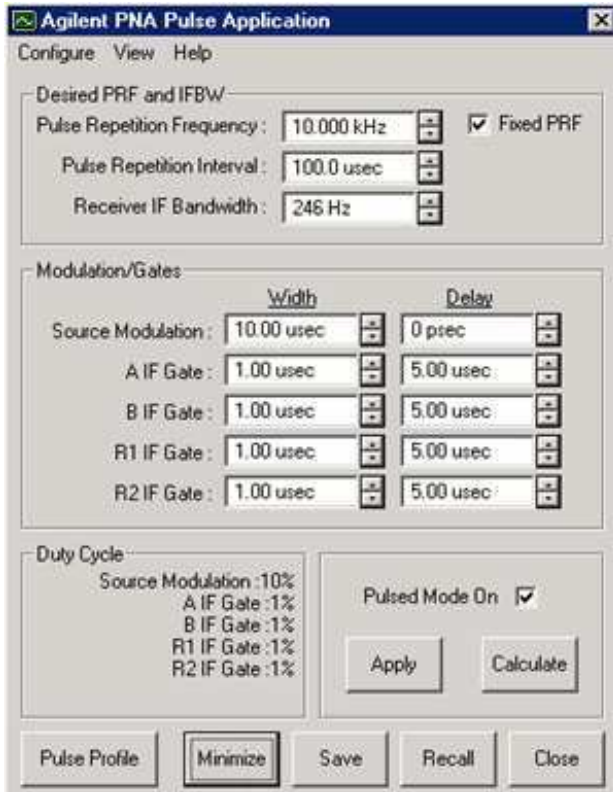 Agilent PNA Pulse Application
Configure View Help
Desired PRF and IFBW
Pulse Repetition Frequency : 10.000 kHz Fixed PRF
Pulse Repetition Interval : 100.0 usec
Receiver IF Bandwidth : 246 Hz
Modulation/Gates
Width Delay
Source Modulation : 10.00 usec 0 psec
A IF Gate : 1.00 usec 5.00 usec
B IF Gate : 1.00 usec 5.00 usec
R1 IF Gate : 1.00 usec 5.00 usec
R2 IF Gate : 1.00 usec 5.00 usec
Duty Cycle
Source Modulation :10%
A IF Gate :1%
B IF Gate :1%
R1 IF Gate :1%
R2 IF Gate :1%
Pulsed Mode On
Apply Calculate
Pulse Profile Minimize Save Recall Close